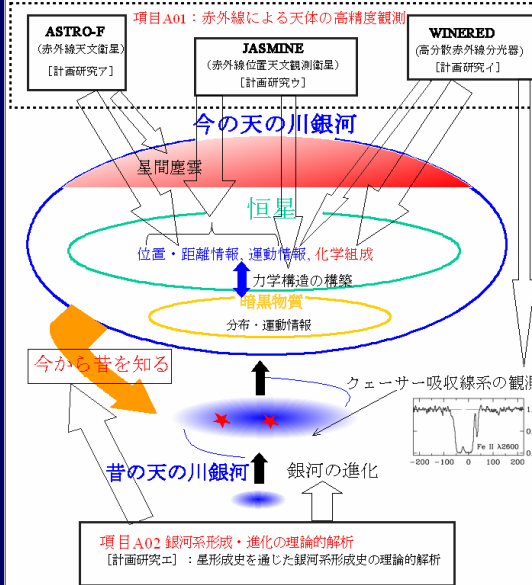 項目A01：赤外線による天体の高精度観測
ASTRO-F
(赤外線天文衛星)
[計画研究ア]
JASMINE
(赤外線位置天文観測衛星)
[計画研究ウ]
WINERED
(高分散赤外線分光器)
[計画研究イ]
今の天の川銀河
星間塵雲
恒星
位置・距離情報, 運動情報, 化学組成
力学構造の構築
暗黒物質
分布・運動情報
今から昔を知る
クェーサー吸収線系の観測
Fe II λ2600
-200 -100 0 100 200
昔の天の川銀河
銀河の進化
項目A02 銀河系形成・進化の理論的解析
[計画研究エ] ：星形成史を通じた銀河系形成史の理論的解析